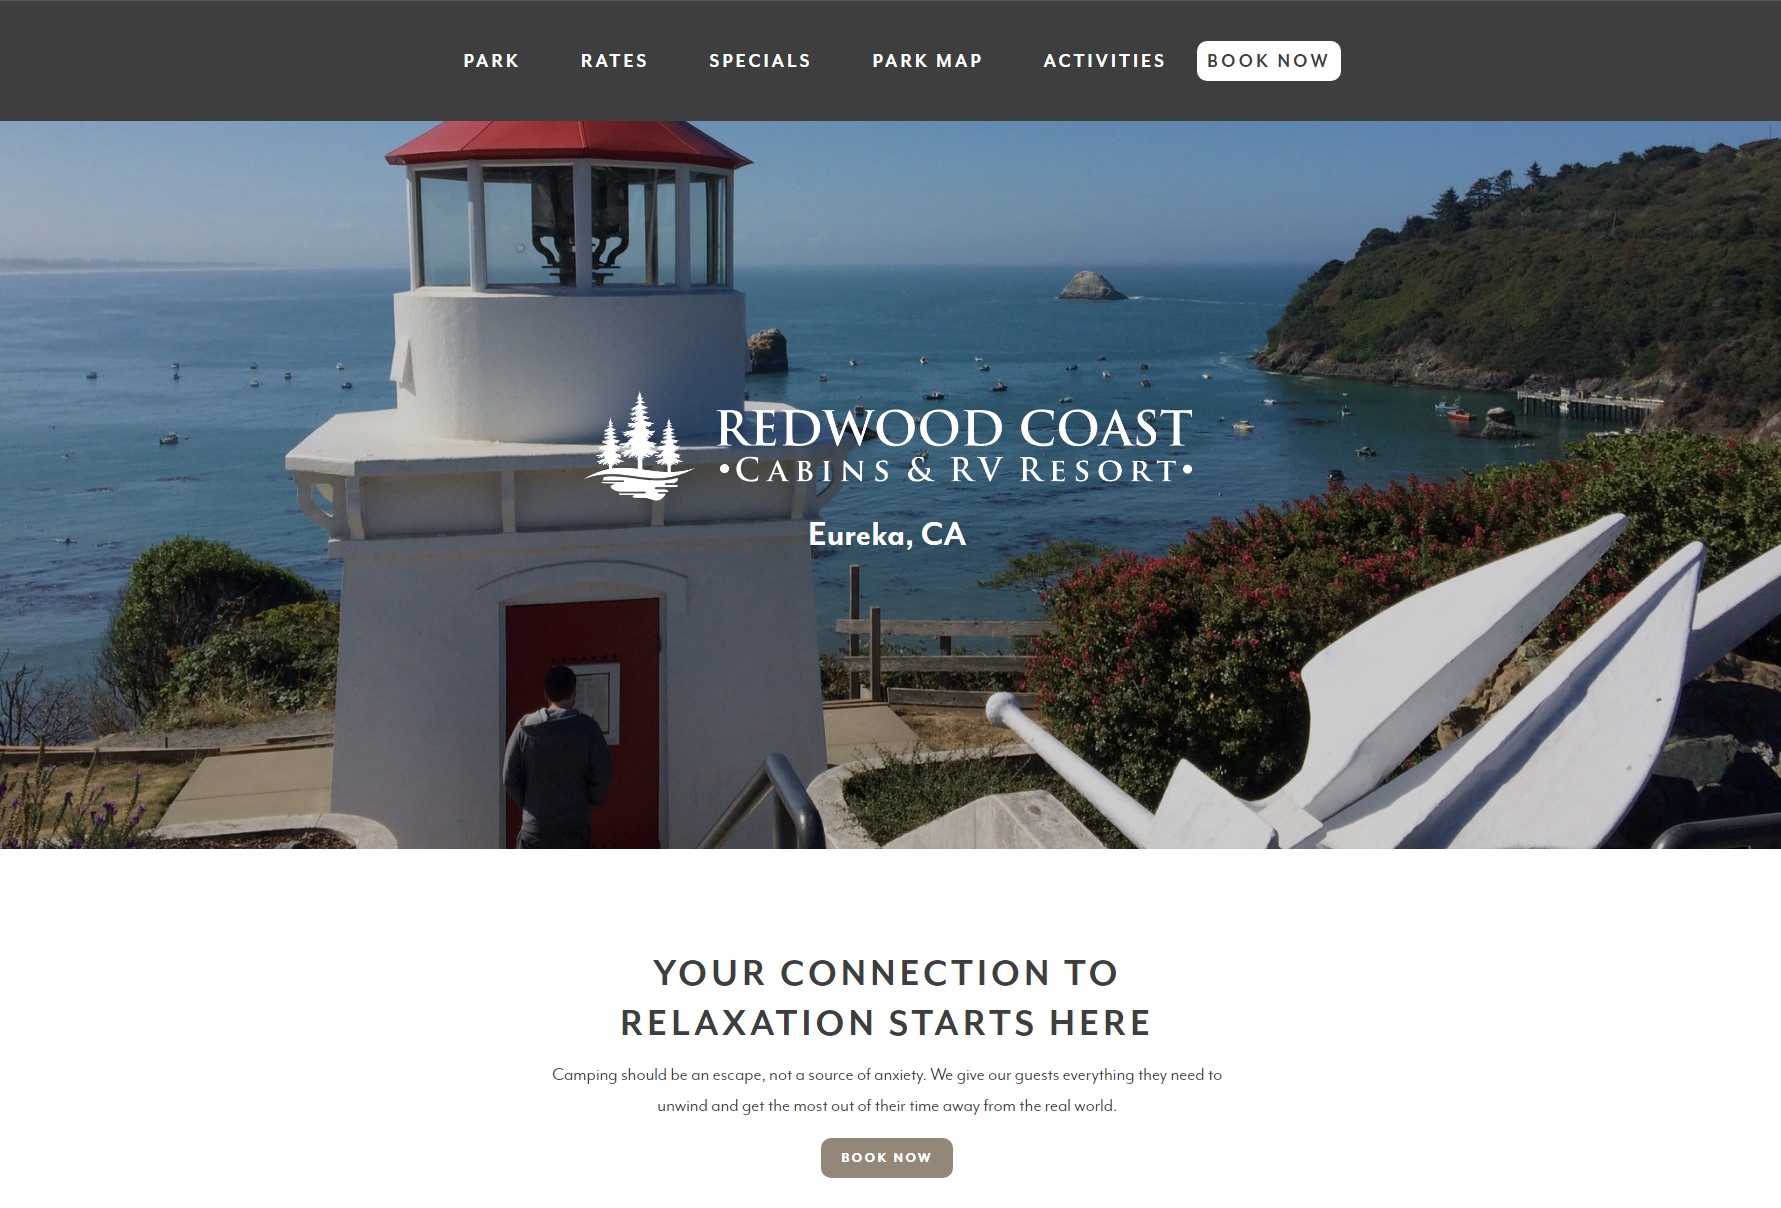 PARK RATES SPECIALS PARK MAP ACTIVITIES BOOK NOW
REDWOOD COAST
•CABINS & RV RESORT•
Eureka, CA
YOUR CONNECTION TO
RELAXATION STARTS HERE
Camping should be an escape, not a source of anxiety. We give our guests everything they need to
unwind and get the most out of their time away from the real world.
BOOK NOW